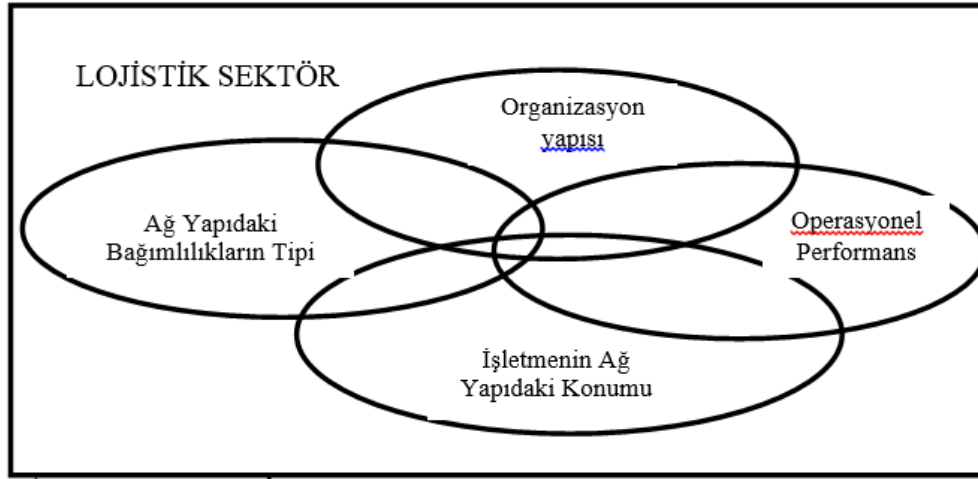 LOJİSTİK SEKTÖR
Organizasyon
yapısı
Ağ Yapıdaki
Bağımlılıkların Tipi
Operasyonel
Performans
İşletmenin Ağ
Yapıdaki Konumu